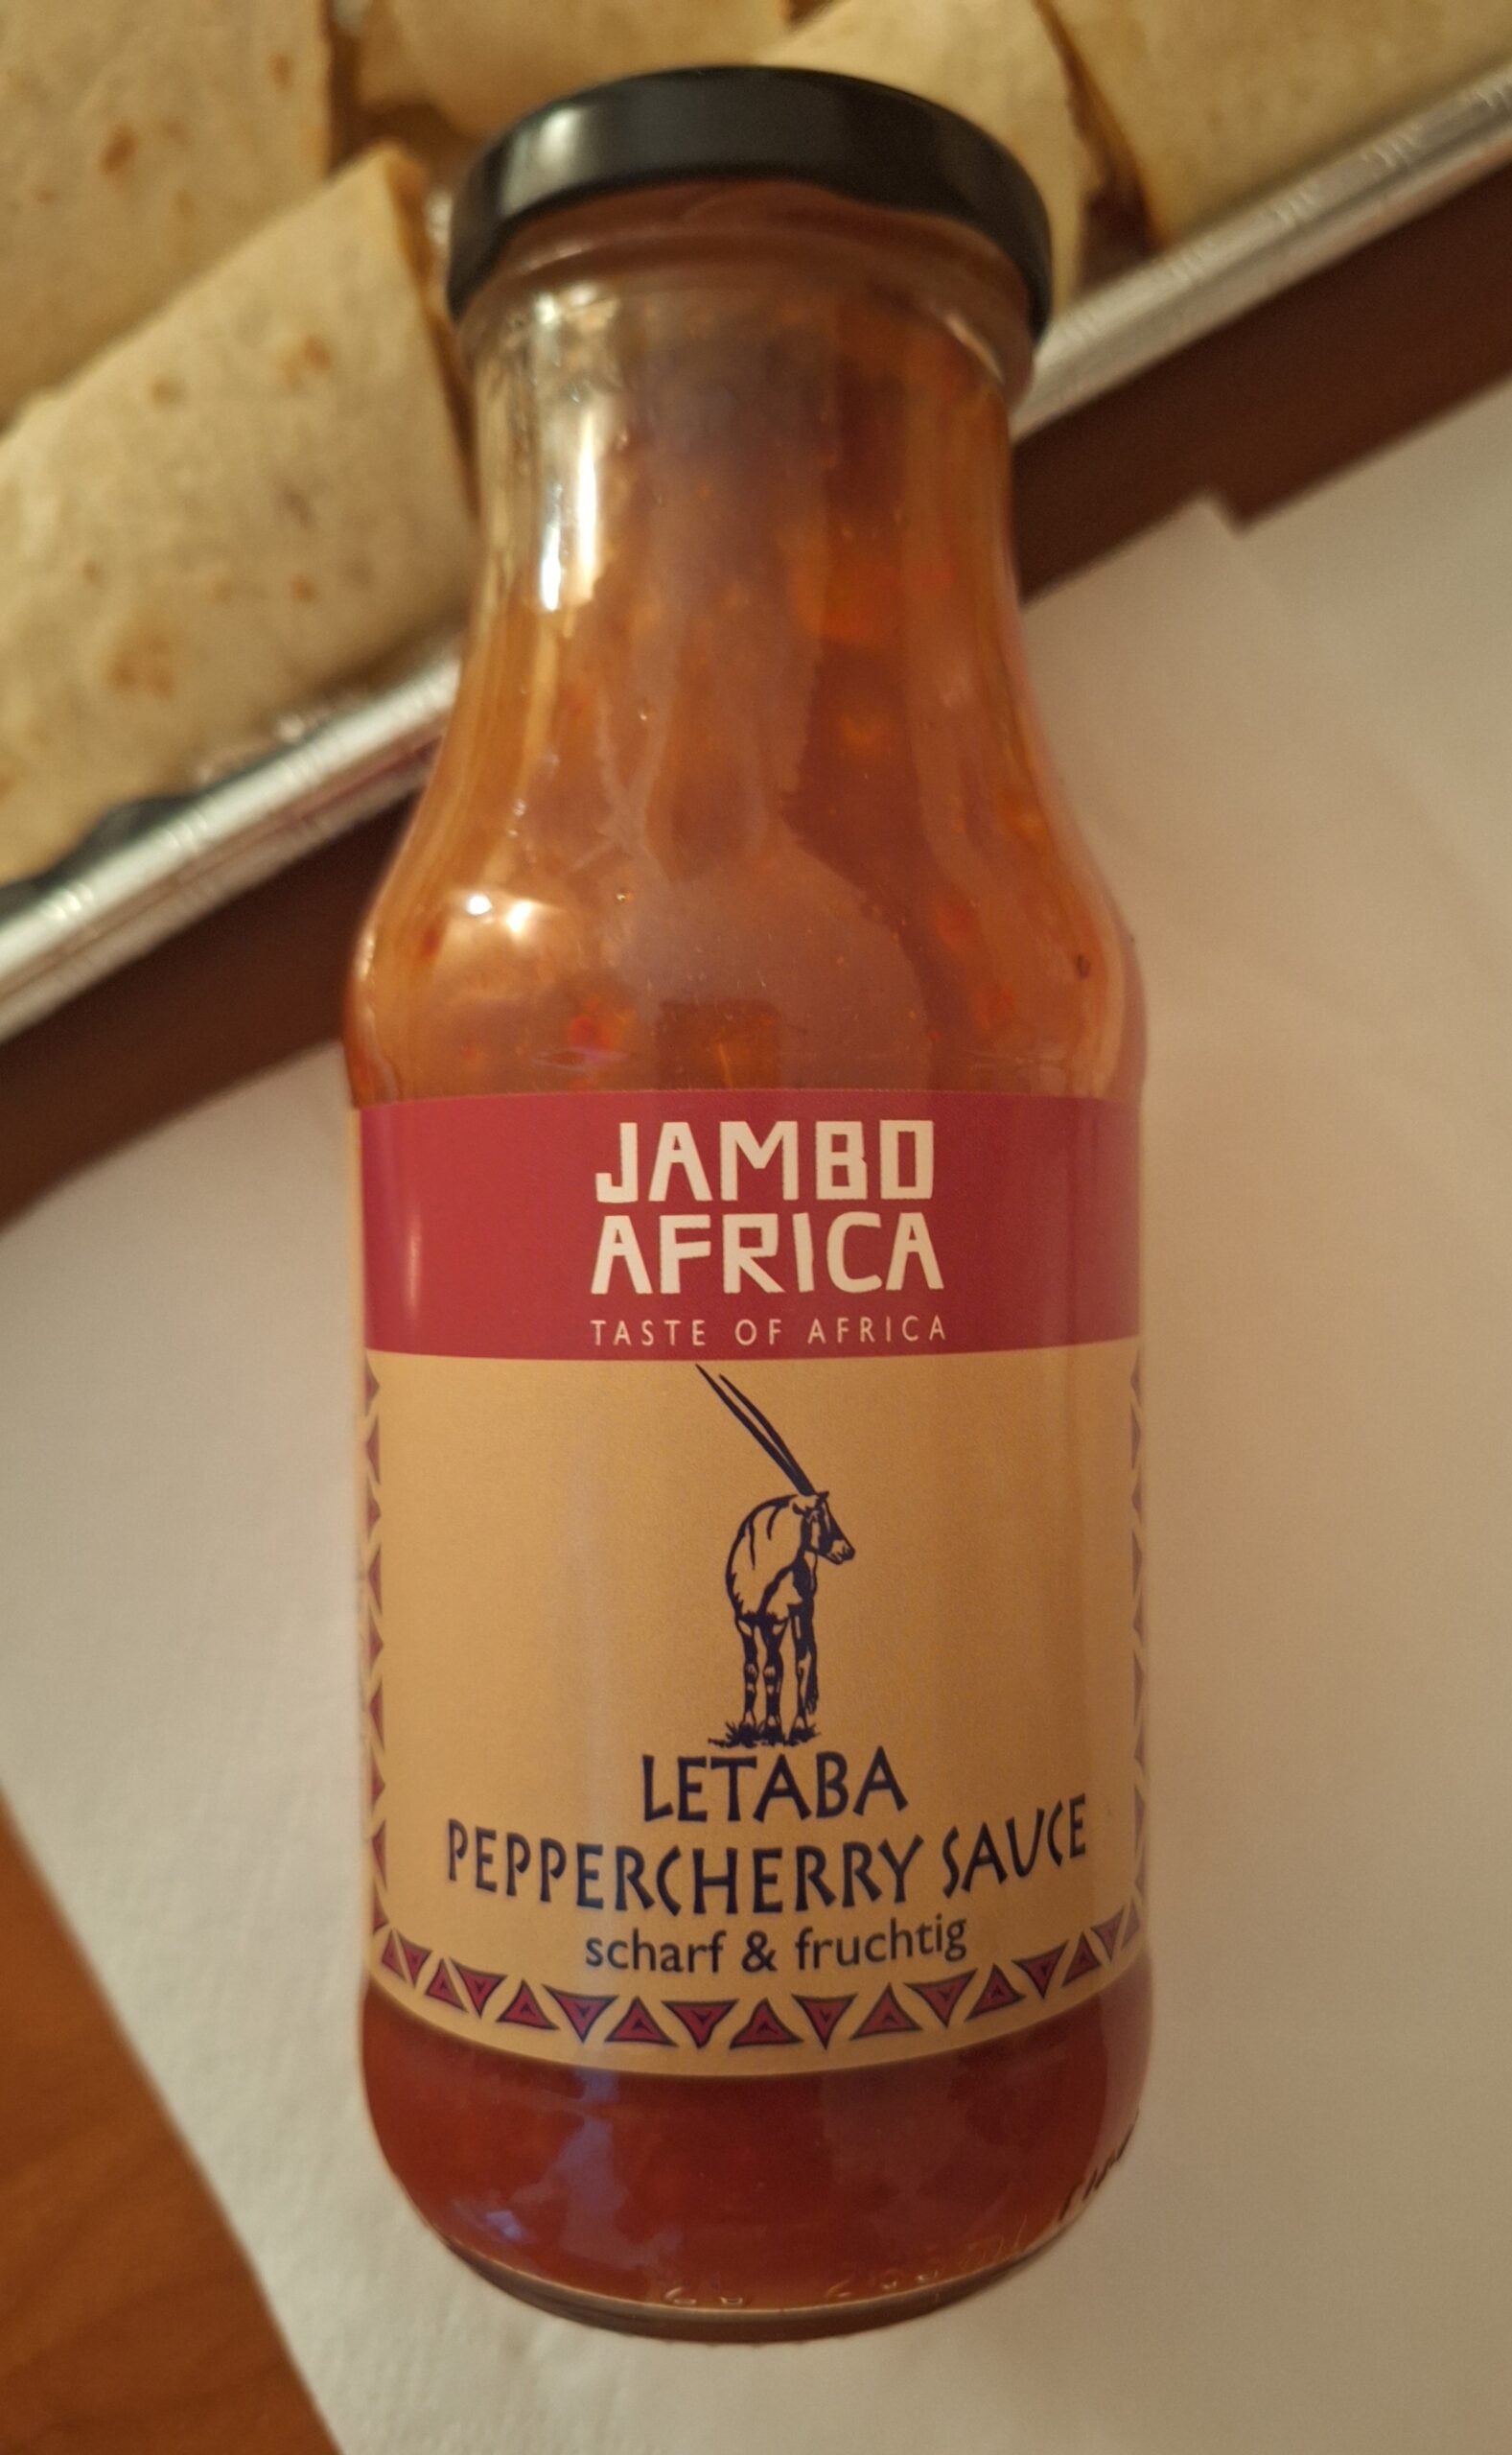 JAMBO
AFRICA
TASTE OF AFRICA
LETABA
PEPPERCHERRY SAUCE
scharf & fruchtig